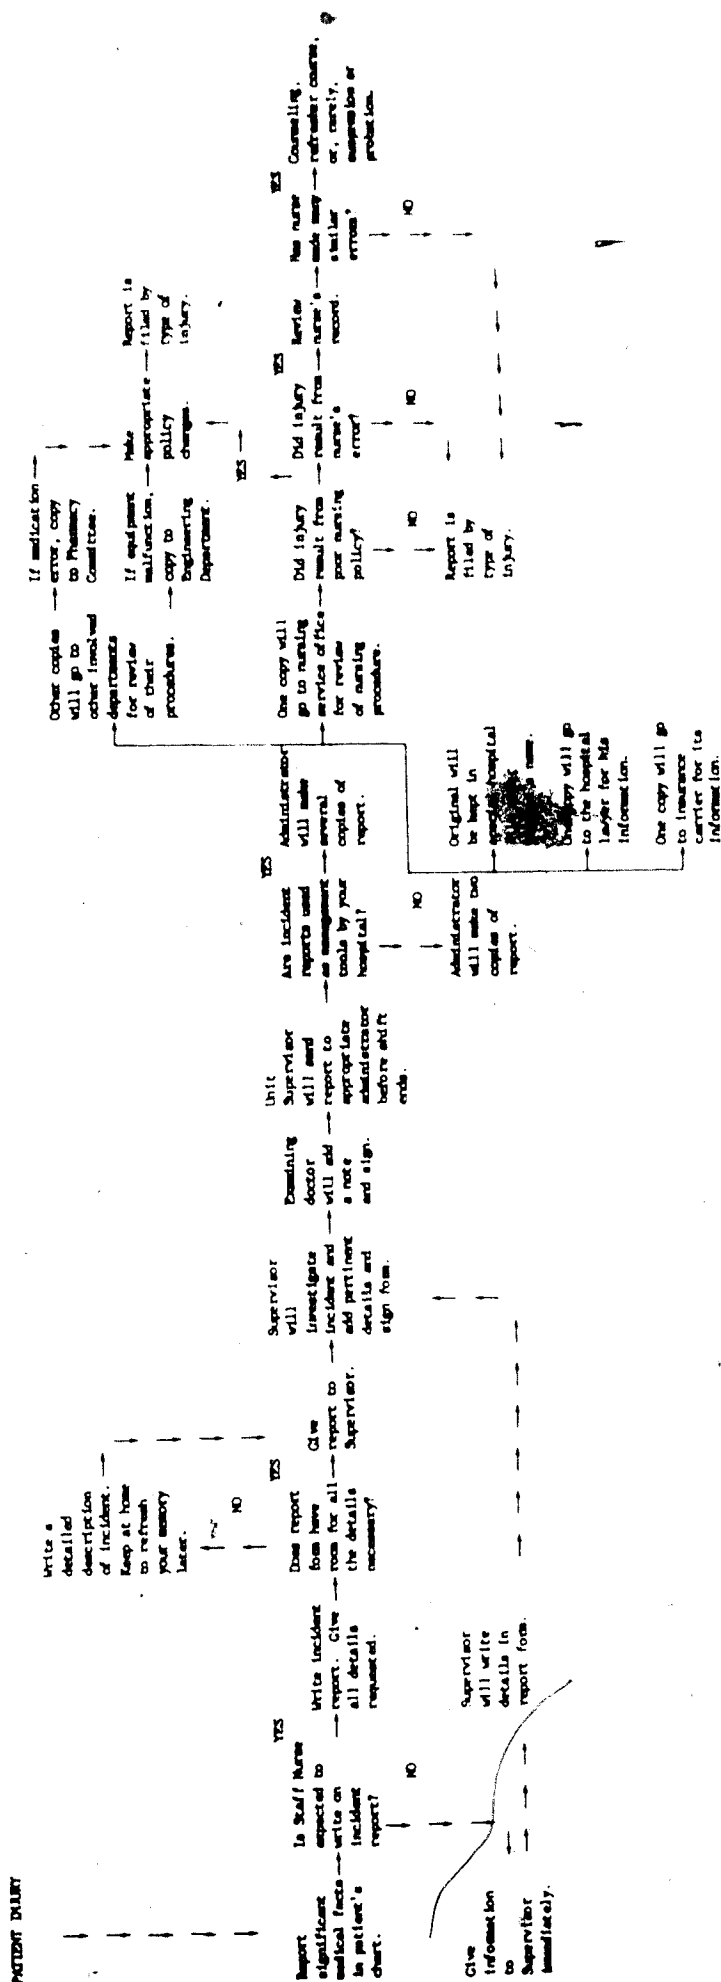 PATIENT INJURY
Report
significant
medical facts
in patient's
chart.
Is Staff Nurse
expected to
write on
incident
report?
YES
NO
Give
information
to
Supervisor
immediately.
Supervisor
will write
details in
report form.
Write incident
report. Give
all details
requested.
Does report
form have
room for all
the details
necessary?
YES
NO
Write a
detailed
description
of incident.
Keep at home
to refresh
your memory
later.
Give
report to
Supervisor.
Supervisor
will
investigate
incident and
add pertinent
details and
sign form.
Examining
doctor
will add
a note
and sign.
Unit
Supervisor
will send
report to
appropriate
administrator
before shift
ends.
Are incident
reports used
as management
tools by your
hospital?
YES
NO
Administrator
will make two
copies of
report.
Administrator
will make
several
copies of
report.
Original will
be kept in
special hospital
name.
One copy will go
to the hospital
lawyer for his
information.
One copy will go
to insurance
carrier for its
information.
Other copies
will go to
other involved
departments
for review
of their
procedures.
If medication
error, copy
to Pharmacy
Committee.
If equipment
malfunction,
copy to
Engineering
Department.
Make
appropriate
policy
changes.
Report is
filed by
type of
injury.
One copy will
go to nursing
service office
for review
of nursing
procedure.
Did injury
result from
poor nursing
policy?
YES
NO
Report is
filed by
type of
injury.
Did injury
result from
nurse's
error?
YES
NO
Review
nurse's
record.
Has nurse
made many
similar
errors?
YES
NO
Counseling,
refresher course,
or, rarely,
suspension or
probation.